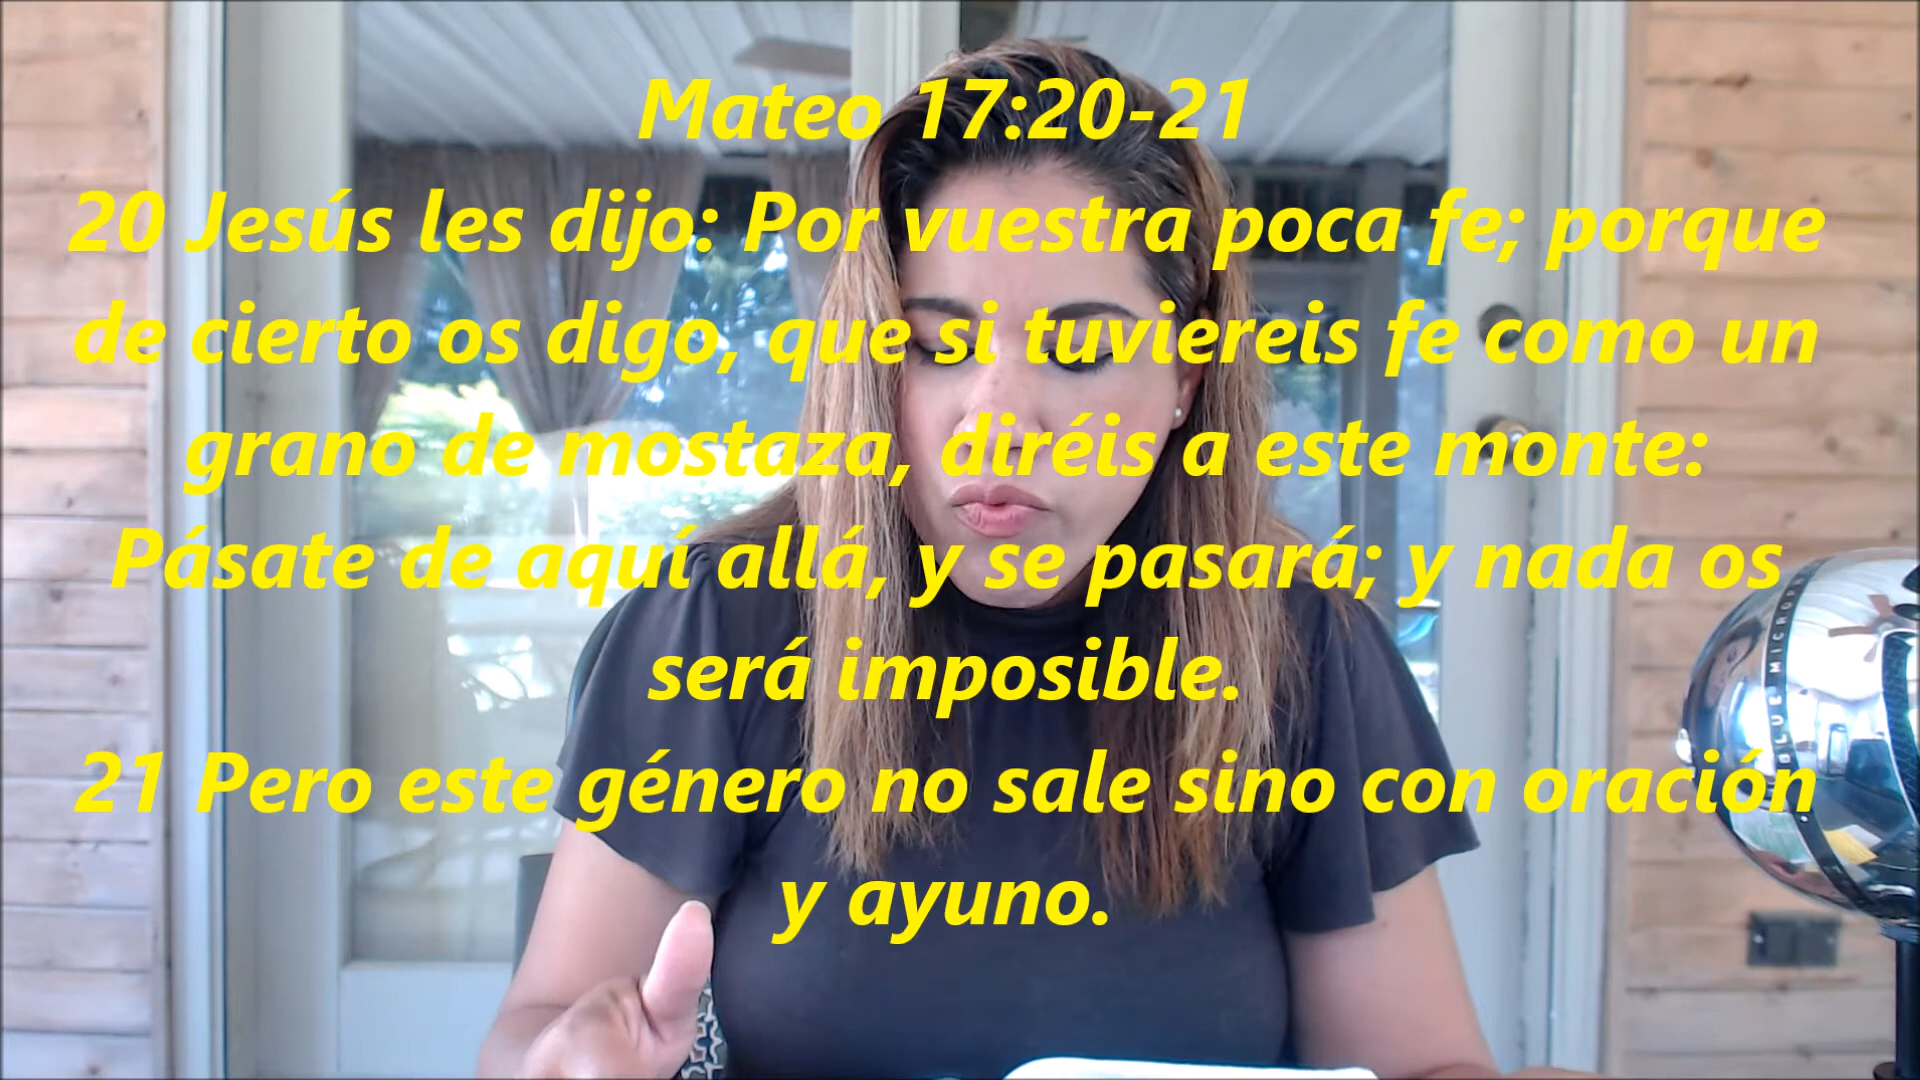 Mateo 17:20-21
20 Jesús les dijo: Por vuestra poca fe; porque
de cierto os digo, que si tuviereis fe como un
grano de mostaza, diréis a este monte:
Pásate de aquí allá, y se pasará; y nada os
será imposible.
21 Pero este género no sale sino con oración
y ayuno.
BLUE MICROPH